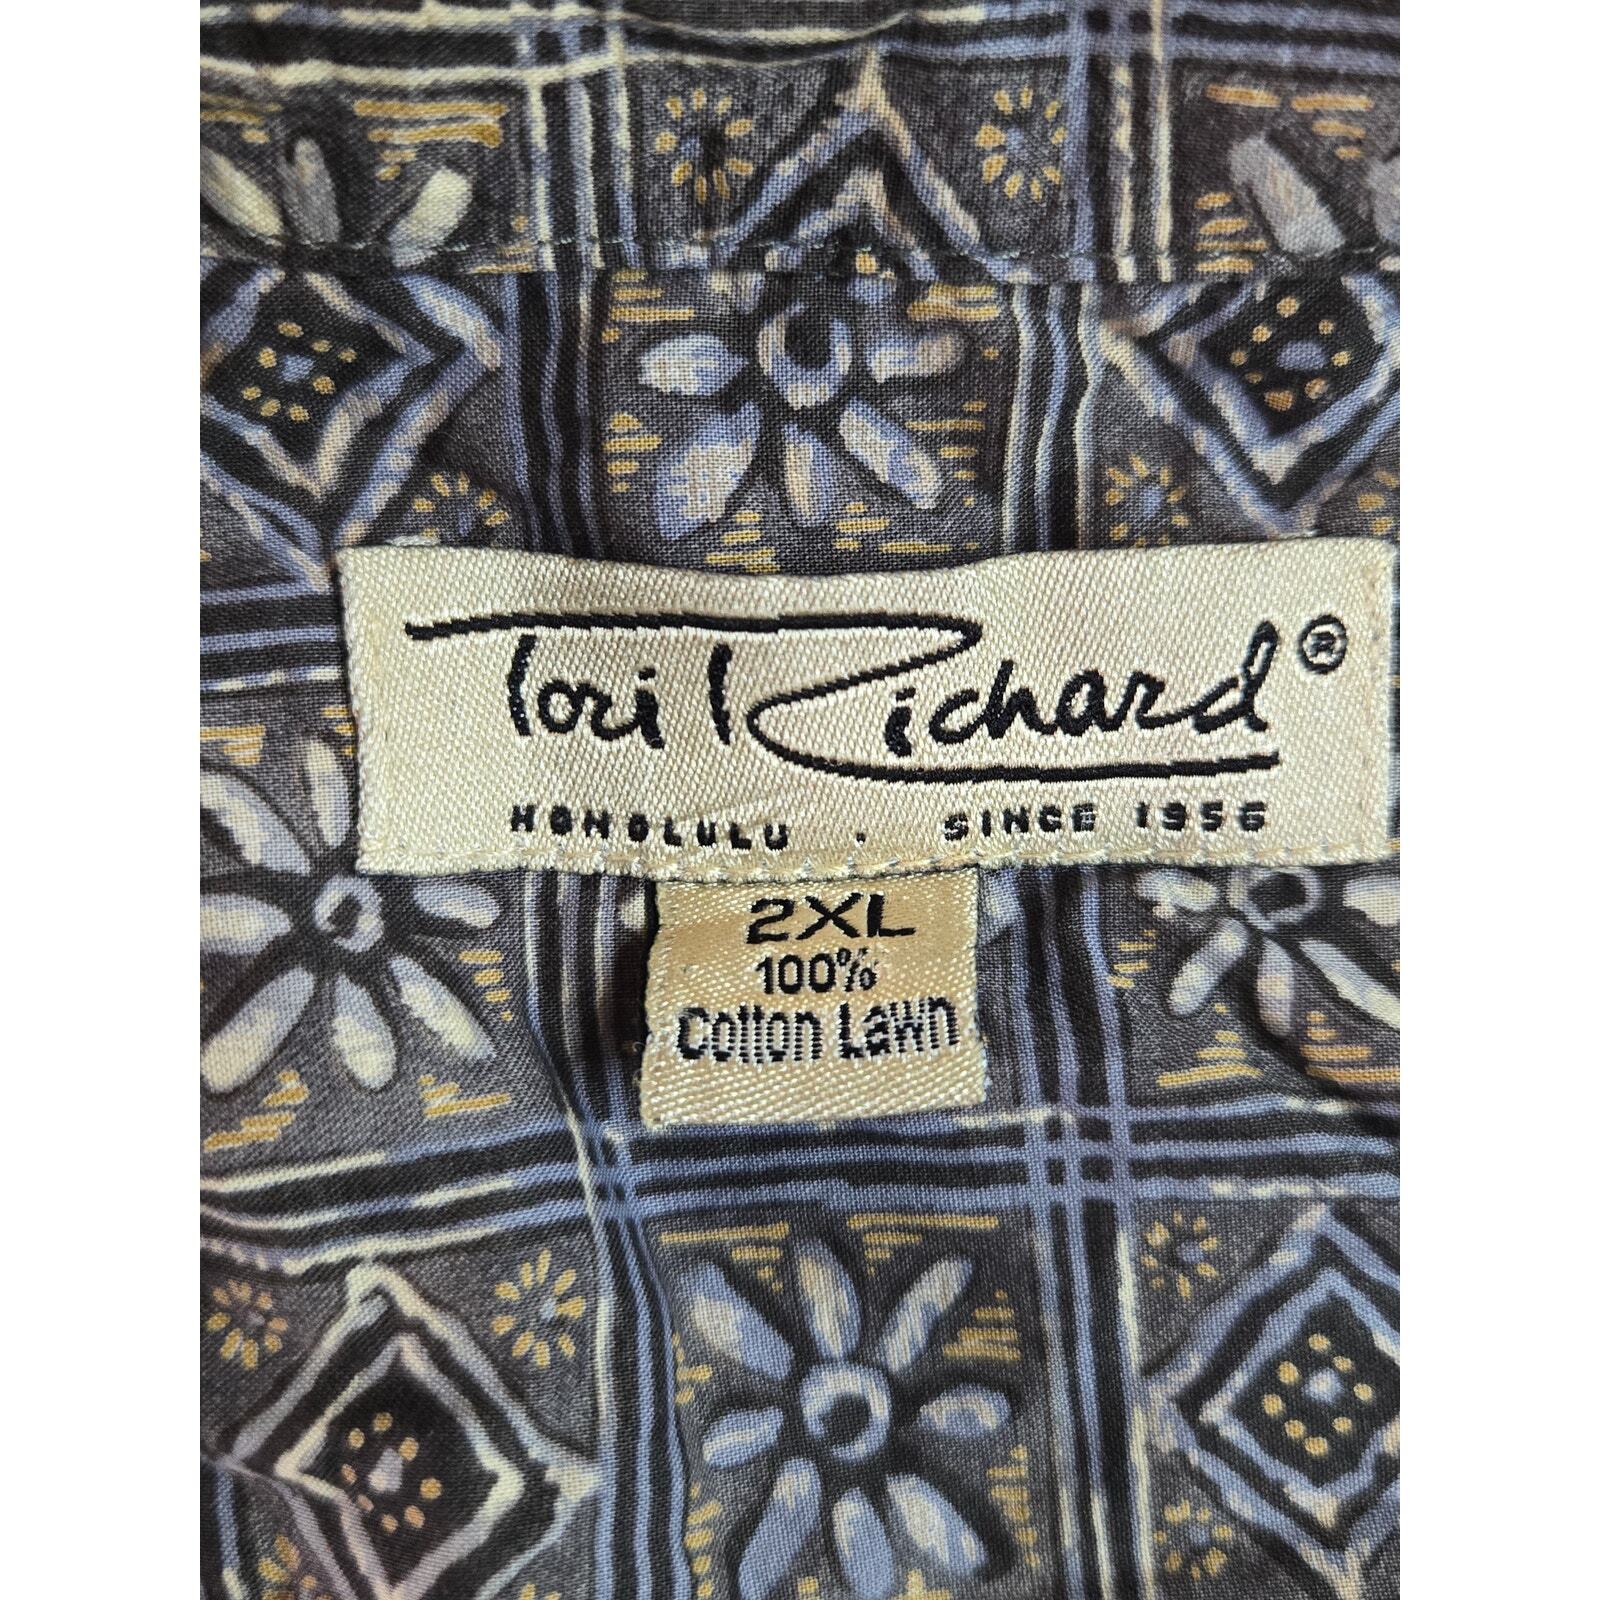 Tori Richard®
HONOLULU · SINCE 1956
2XL
100%
Cotton Lawn